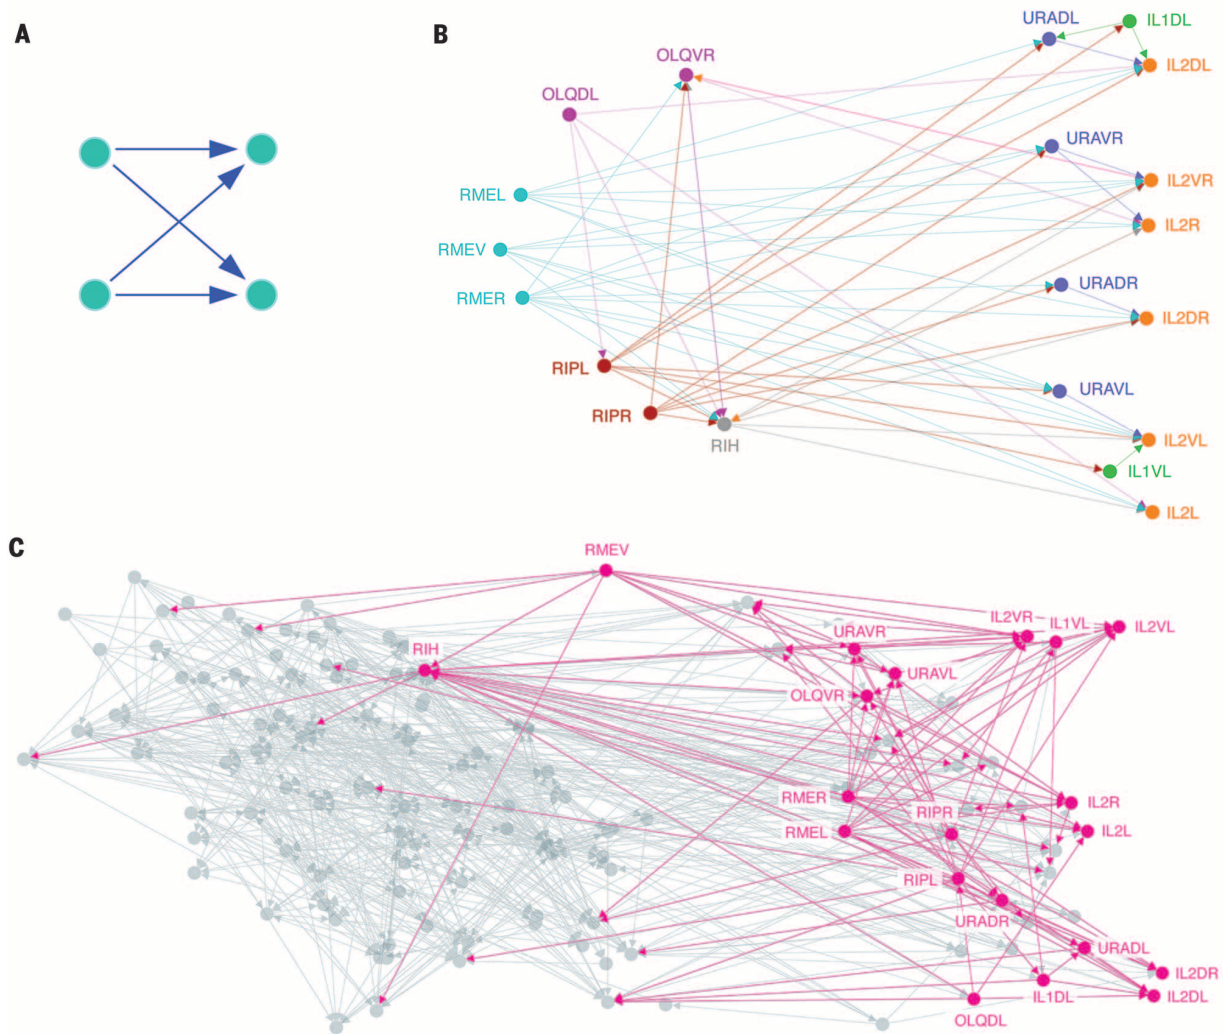 A
B
URADL
IL1DL
OLQVR
IL2DL
OLQDL
URAVR
RMEL
IL2VR
IL2R
RMEV
URADR
RMER
IL2DR
RIPL
URAVL
RIPR
RIH
IL2VL
IL1VL
IL2L
C
RMEV
IL2VR
IL1VL
IL2VL
URAVR
RIH
URAVL
OLQVR
RMER
IL2R
RIPR
RMEL
IL2L
RIPL
URADR
URADL
IL2DR
IL1DL
IL2DL
OLQDL